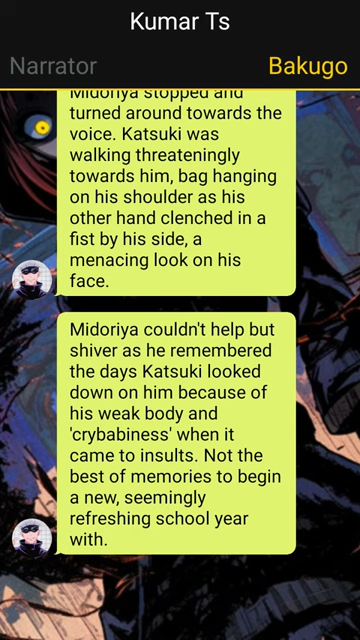 Kumar Ts
Narrator
Bakugo
Midoriya stopped and
turned around towards the
voice. Katsuki was
walking threateningly
towards him, bag hanging
on his shoulder as his
other hand clenched in a
fist by his side, a
menacing look on his
face.
Midoriya couldn't help but
shiver as he remembered
the days Katsuki looked
down on him because of
his weak body and
'crybabiness' when it
came to insults. Not the
best of memories to begin
a new, seemingly
refreshing school year
with.